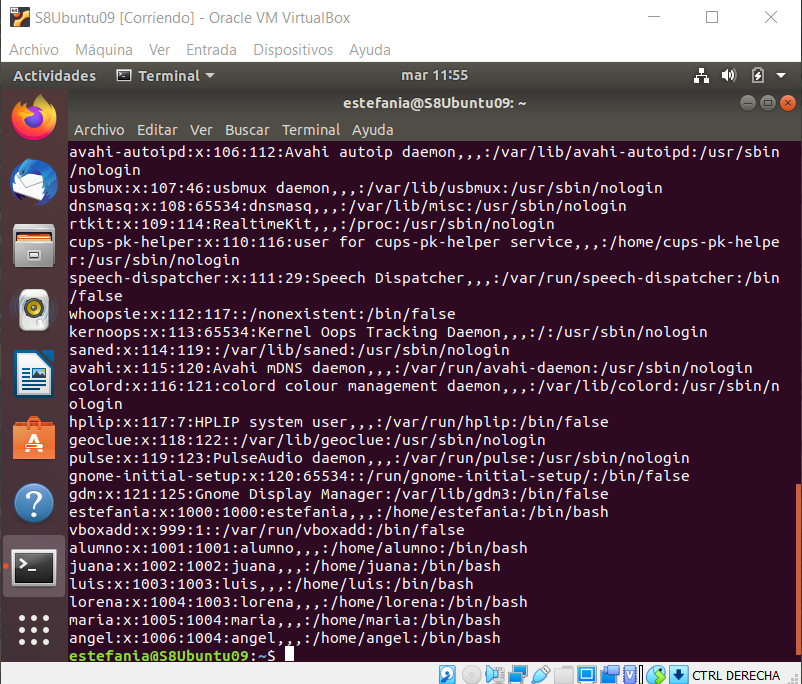 S8Ubuntu09 [Corriendo] - Oracle VM VirtualBox
Archivo Máquina Ver Entrada Dispositivos Ayuda
Actividades Terminal mar 11:55
estefania@S8Ubuntu09: ~
Archivo Editar Ver Buscar Terminal Ayuda
avahi-autoipd:x:106:112:Avahi autoip daemon,,,:/var/lib/avahi-autoipd:/usr/sbin
/nologin
usbmux:x:107:46:usbmux daemon,,,:/var/lib/usbmux:/usr/sbin/nologin
dnsmasq:x:108:65534:dnsmasq,,,:/var/lib/misc:/usr/sbin/nologin
rtkit:x:109:114:RealtimeKit,,,:/proc:/usr/sbin/nologin
cups-pk-helper:x:110:116:user for cups-pk-helper service,,,:/home/cups-pk-helpe
r:/usr/sbin/nologin
speech-dispatcher:x:111:29:Speech Dispatcher,,,:/var/run/speech-dispatcher:/bin
/false
whoopsie:x:112:117::/nonexistent:/bin/false
kernoops:x:113:65534:Kernel Oops Tracking Daemon,,,:/:/usr/sbin/nologin
saned:x:114:119::/var/lib/saned:/usr/sbin/nologin
avahi:x:115:120:Avahi mDNS daemon,,,:/var/run/avahi-daemon:/usr/sbin/nologin
colord:x:116:121:colord colour management daemon,,,:/var/lib/colord:/usr/sbin/n
ologin
hplip:x:117:7:HPLIP system user,,,:/var/run/hplip:/bin/false
geoclue:x:118:122::/var/lib/geoclue:/usr/sbin/nologin
pulse:x:119:123:PulseAudio daemon,,,:/var/run/pulse:/usr/sbin/nologin
gnome-initial-setup:x:120:65534::/run/gnome-initial-setup/:/bin/false
gdm:x:121:125:Gnome Display Manager:/var/lib/gdm3:/bin/false
estefania:x:1000:1000:estefania,,,:/home/estefania:/bin/bash
vboxadd:x:999:1::/var/run/vboxadd:/bin/false
alumno:x:1001:1001:alumno,,,:/home/alumno:/bin/bash
juana:x:1002:1002:juana,,,:/home/juana:/bin/bash
luis:x:1003:1003:luis,,,:/home/luis:/bin/bash
lorena:x:1004:1003:lorena,,,:/home/lorena:/bin/bash
maria:x:1005:1004:maria,,,:/home/maria:/bin/bash
angel:x:1006:1004:angel,,,:/home/angel:/bin/bash
estefania@S8Ubuntu09:~$
CTRL DERECHA